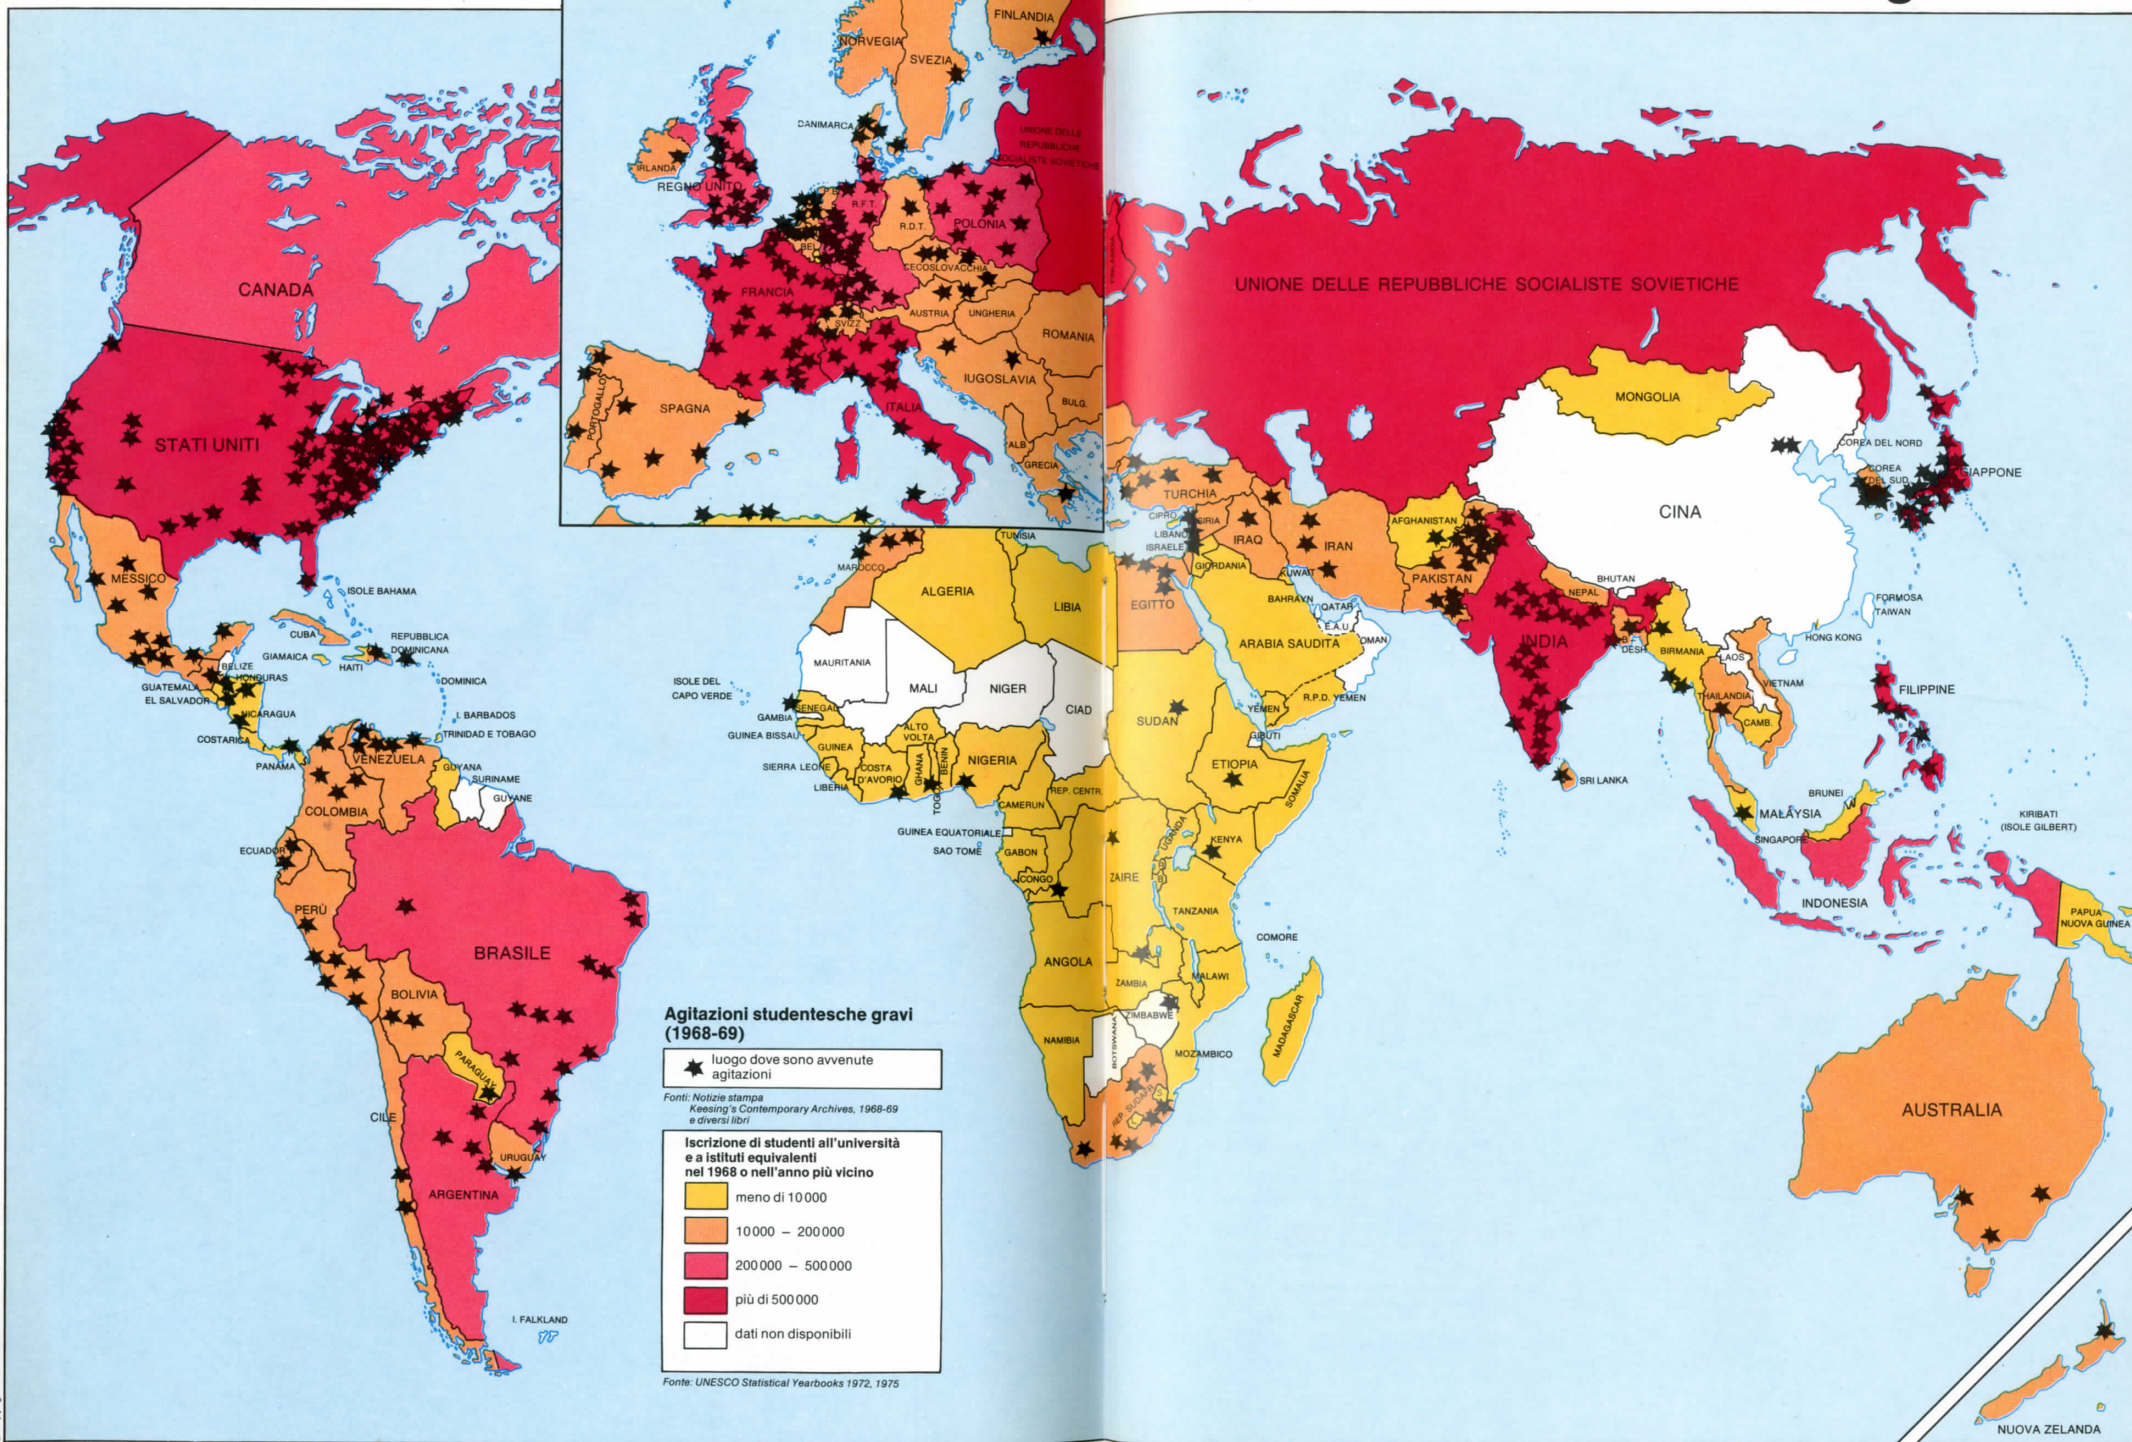 FINLANDIA
NORVEGIA
SVEZIA
DANIMARCA
UNIONE DELLE
REPUBBLICHE
SOCIALISTE SOVIETICHE
IRLANDA
REGNO UNITO
P.B.
R.F.T.
R.D.T.
POLONIA
BEL.
CECOSLOVACCHIA
FRANCIA
SVIZZ
AUSTRIA
UNGHERIA
ROMANIA
IUGOSLAVIA
BULG.
PORTOGALLO
SPAGNA
ITALIA
ALB.
GRECIA
CANADA
STATI UNITI
MESSICO
ISOLE BAHAMA
CUBA
REPUBBLICA
DOMINICANA
GIAMAICA
HAITI
BELIZE
HONDURAS
DOMINICA
GUATEMALA
EL SALVADOR
NICARAGUA
I. BARBADOS
COSTARICA
TRINIDAD E TOBAGO
PANAMA
VENEZUELA
GUYANA
SURINAME
GUYANE
COLOMBIA
ECUADOR
PERÙ
BRASILE
BOLIVIA
PARAGUAY
CILE
URUGUAY
ARGENTINA
I. FALKLAND
FINLANDIA
UNIONE DELLE REPUBBLICHE SOCIALISTE SOVIETICHE
MONGOLIA
CINA
COREA DEL NORD
COREA
DEL SUD
GIAPPONE
TURCHIA
CIPRO
SIRIA
LIBANO
ISRAELE
IRAQ
IRAN
AFGHANISTAN
GIORDANIA
KUWAIT
PAKISTAN
BAHRAYN
QATAR
E.A.U.
OMAN
ARABIA SAUDITA
R.P.D. YEMEN
YEMEN
NEPAL
BHUTAN
INDIA
B.
DESH
BIRMANIA
FORMOSA
TAIWAN
HONG KONG
LAOS
VIETNAM
THAILANDIA
CAMB.
FILIPPINE
SRI LANKA
BRUNEI
MALAYSIA
SINGAPORE
KIRIBATI
(ISOLE GILBERT)
INDONESIA
PAPUA
NUOVA GUINEA
AUSTRALIA
NUOVA ZELANDA
TUNISIA
MAROCCO
ALGERIA
LIBIA
EGITTO
MAURITANIA
MALI
NIGER
CIAD
SUDAN
ISOLE DEL
CAPO VERDE
SENEGAL
GAMBIA
GUINEA BISSAU
GUINEA
ALTO
VOLTA
SIERRA LEONE
COSTA
D'AVORIO
GHANA
TOGO
BENIN
NIGERIA
LIBERIA
CAMERUN
REP. CENTR.
GIBUTI
ETIOPIA
SOMALIA
GUINEA EQUATORIALE
SAO TOME
GABON
CONGO
ZAIRE
UGANDA
KENYA
TANZANIA
COMORE
ANGOLA
ZAMBIA
MALAWI
ZIMBABWE
NAMIBIA
BOTSWANA
MOZAMBICO
MADAGASCAR
REP. SUDAFR.
Agitazioni studentesche gravi
(1968-69)
luogo dove sono avvenute
agitazioni
Fonti: Notizie stampa
Keesing's Contemporary Archives, 1968-69
e diversi libri
Iscrizione di studenti all'università
e a istituti equivalenti
nel 1968 o nell'anno più vicino
meno di 10 000
10 000 – 200 000
200 000 – 500 000
più di 500 000
dati non disponibili
Fonte: UNESCO Statistical Yearbooks 1972, 1975